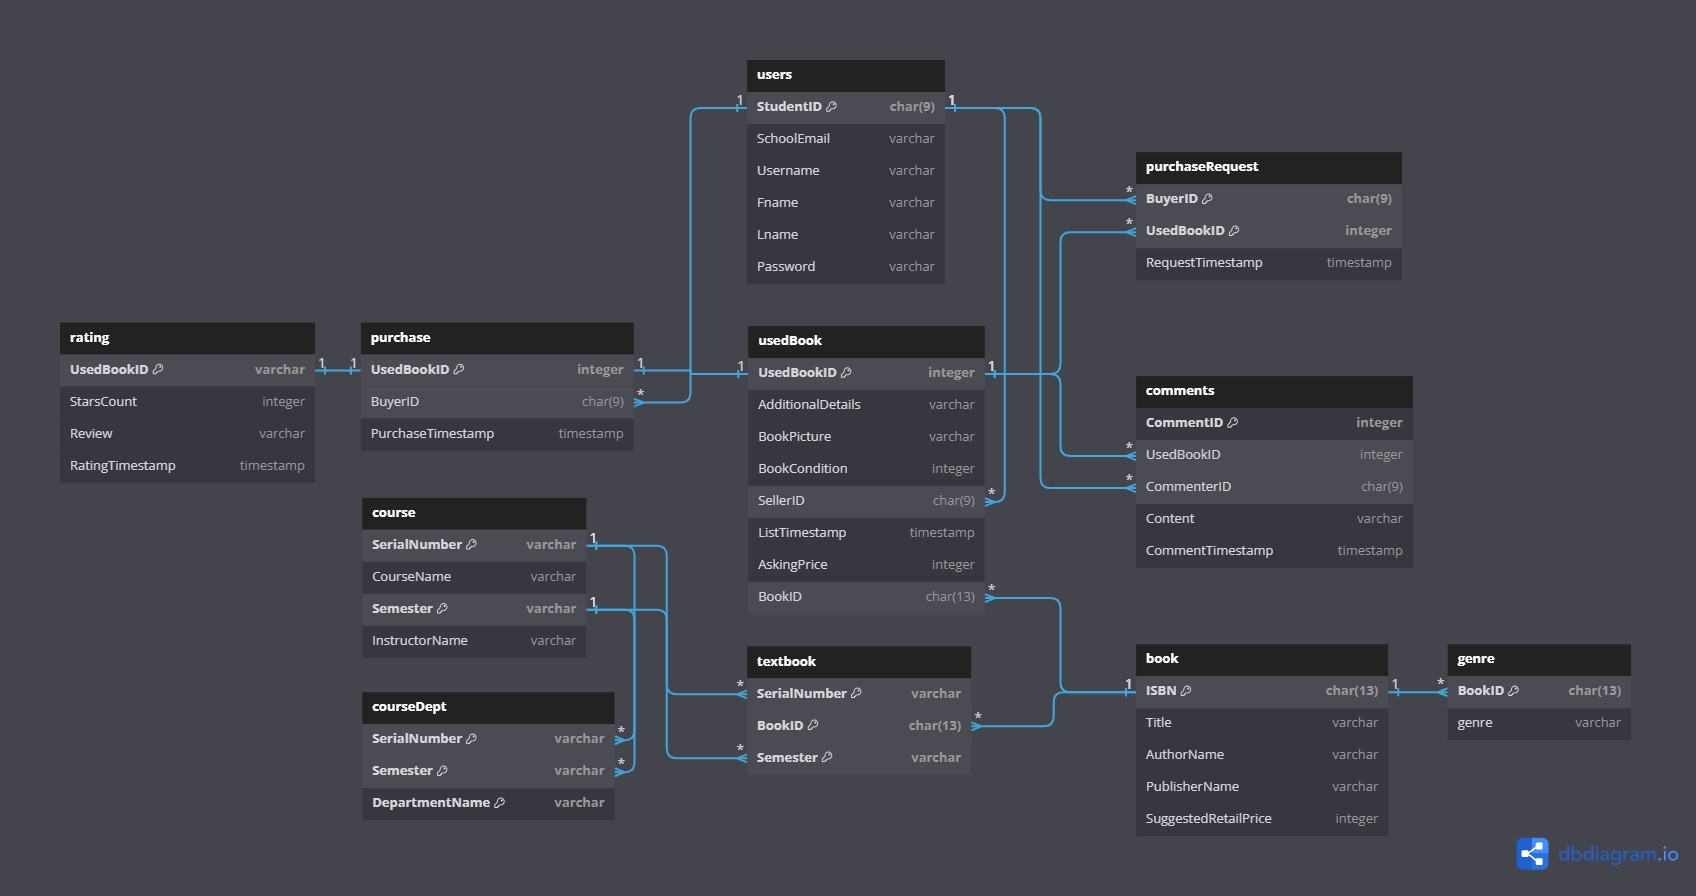 users
StudentID char(9)
SchoolEmail varchar
Username varchar
Fname varchar
Lname varchar
Password varchar
1
1
purchaseRequest
BuyerID char(9)
UsedBookID integer
RequestTimestamp timestamp
*
*
rating
UsedBookID varchar
StarsCount integer
Review varchar
RatingTimestamp timestamp
1
1
purchase
UsedBookID integer
BuyerID char(9)
PurchaseTimestamp timestamp
1
*
1
usedBook
UsedBookID integer
AdditionalDetails varchar
BookPicture varchar
BookCondition integer
SellerID char(9)
ListTimestamp timestamp
AskingPrice integer
BookID char(13)
1
*
*
comments
CommentID integer
UsedBookID integer
CommenterID char(9)
Content varchar
CommentTimestamp timestamp
*
*
course
SerialNumber varchar
CourseName varchar
Semester varchar
InstructorName varchar
1
1
courseDept
SerialNumber varchar
Semester varchar
DepartmentName varchar
*
*
textbook
SerialNumber varchar
BookID char(13)
Semester varchar
*
*
*
1
book
ISBN char(13)
Title varchar
AuthorName varchar
PublisherName varchar
SuggestedRetailPrice integer
1
*
genre
BookID char(13)
genre varchar
dbdiagram.io